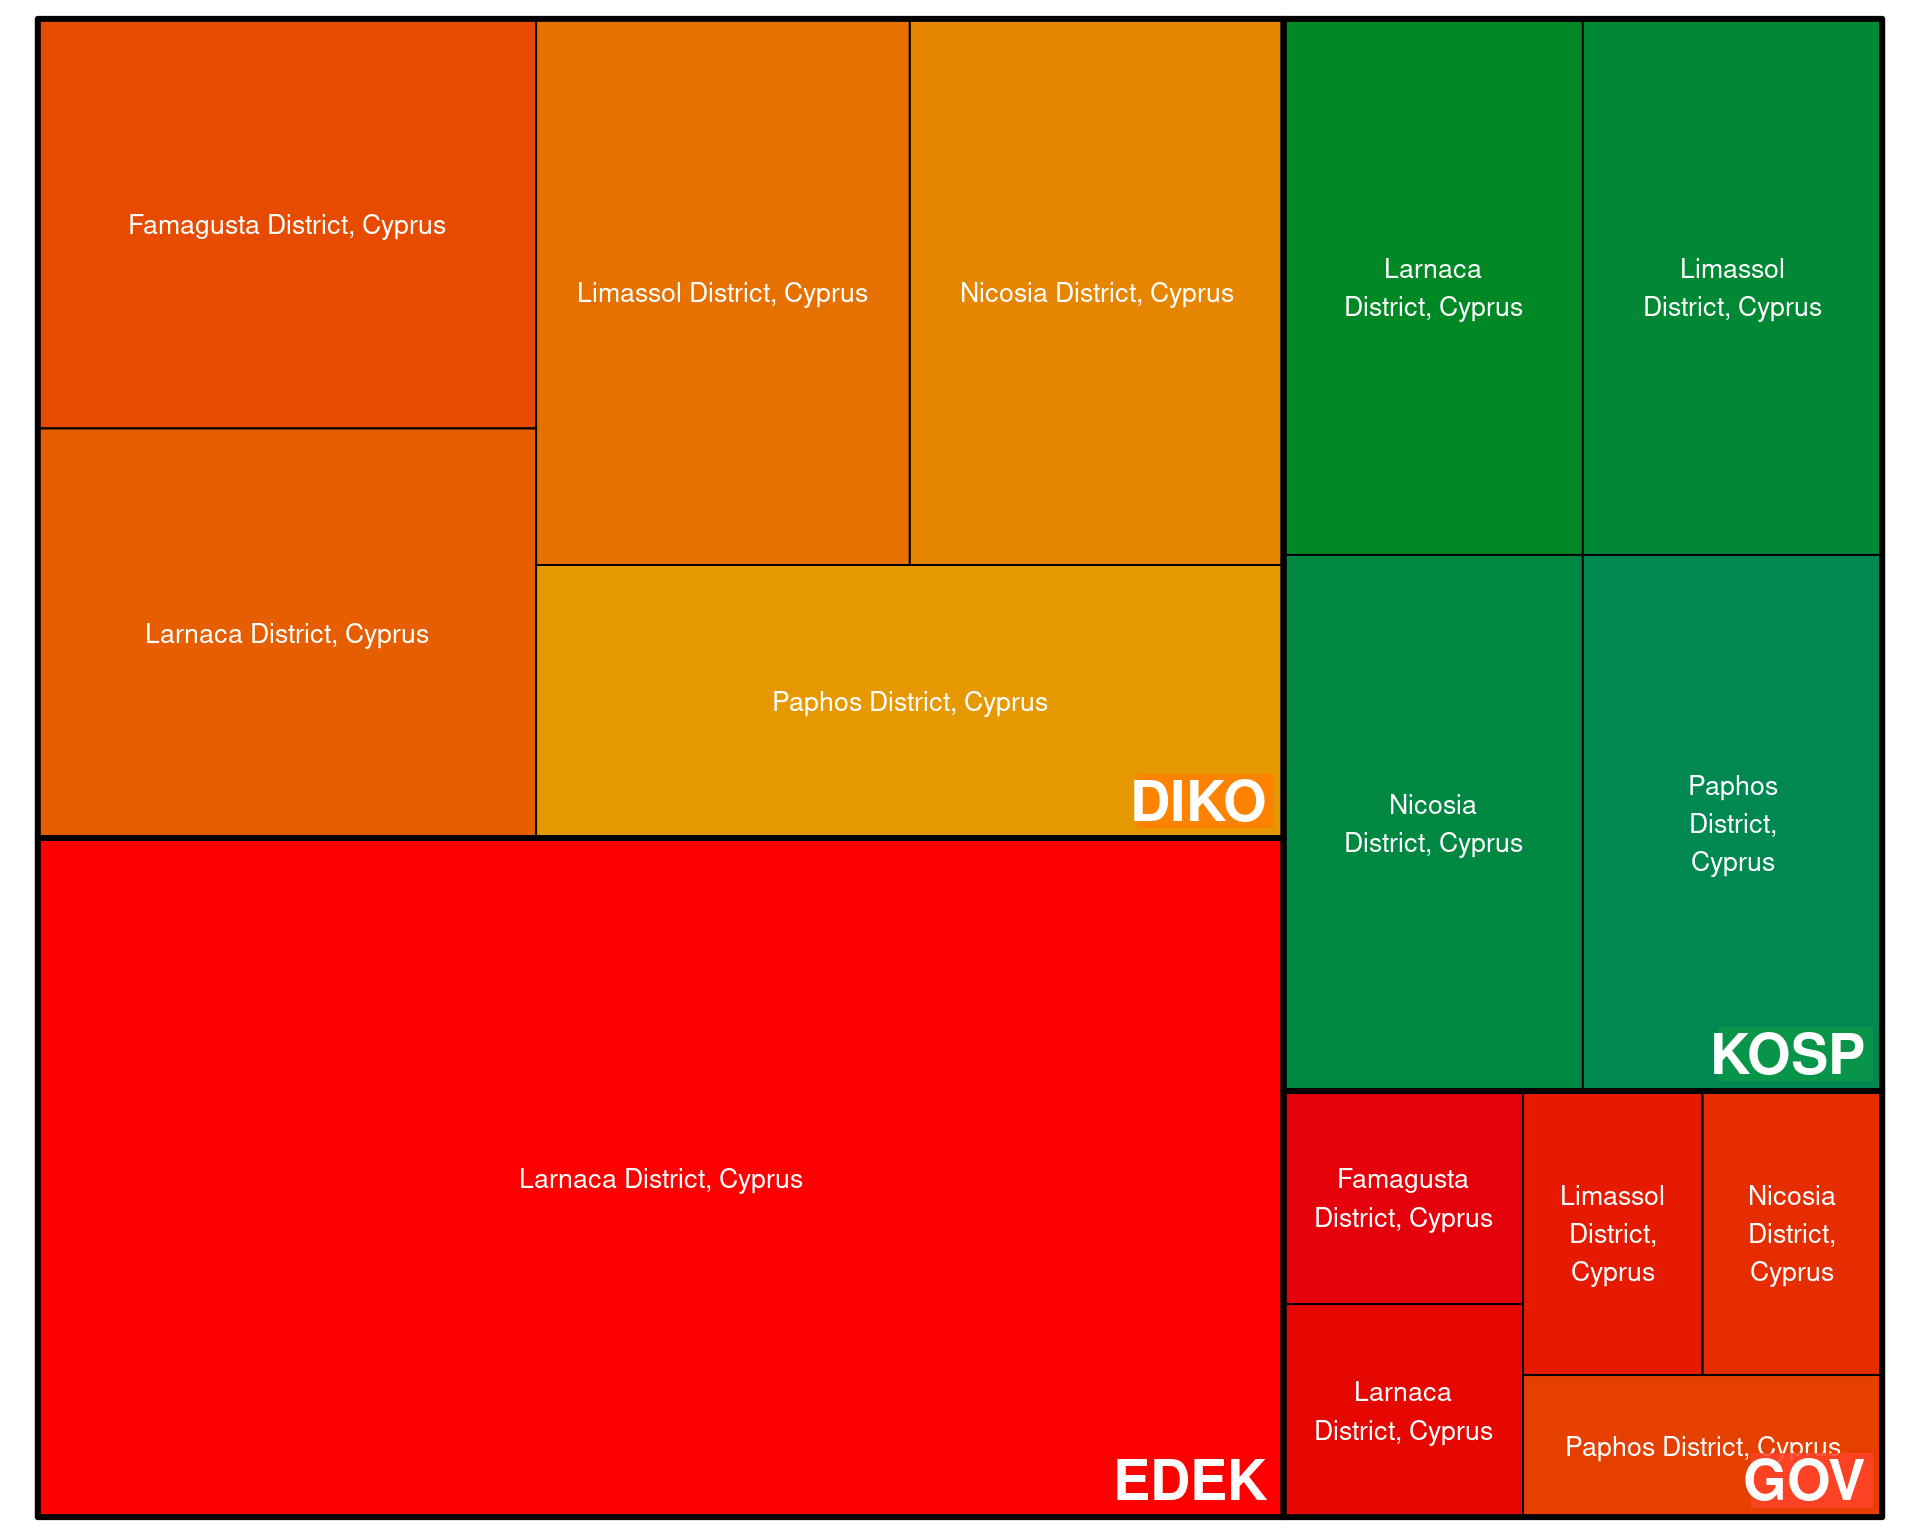 Famagusta District, Cyprus
Limassol District, Cyprus
Nicosia District, Cyprus
Larnaca District, Cyprus
Paphos District, Cyprus
DIKO
Larnaca
District, Cyprus
Limassol
District, Cyprus
Nicosia
District, Cyprus
Paphos
District,
Cyprus
KOSP
Larnaca District, Cyprus
EDEK
Famagusta
District, Cyprus
Limassol
District,
Cyprus
Nicosia
District,
Cyprus
Larnaca
District, Cyprus
Paphos District, Cyprus
GOV